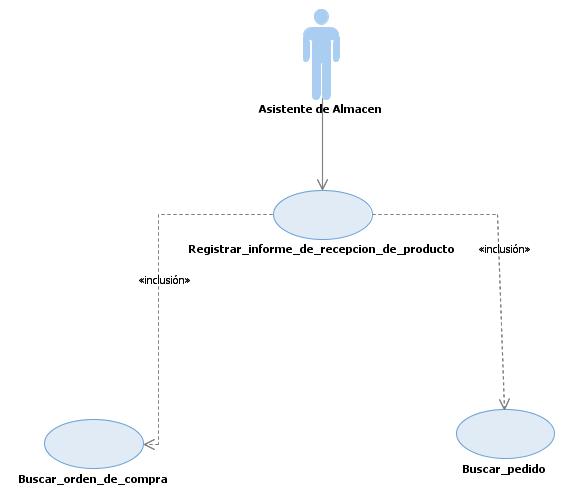 Asistente de Almacen
Registrar_informe_de_recepcion_de_producto
«inclusión»
«inclusión»
Buscar_pedido
Buscar_orden_de_compra